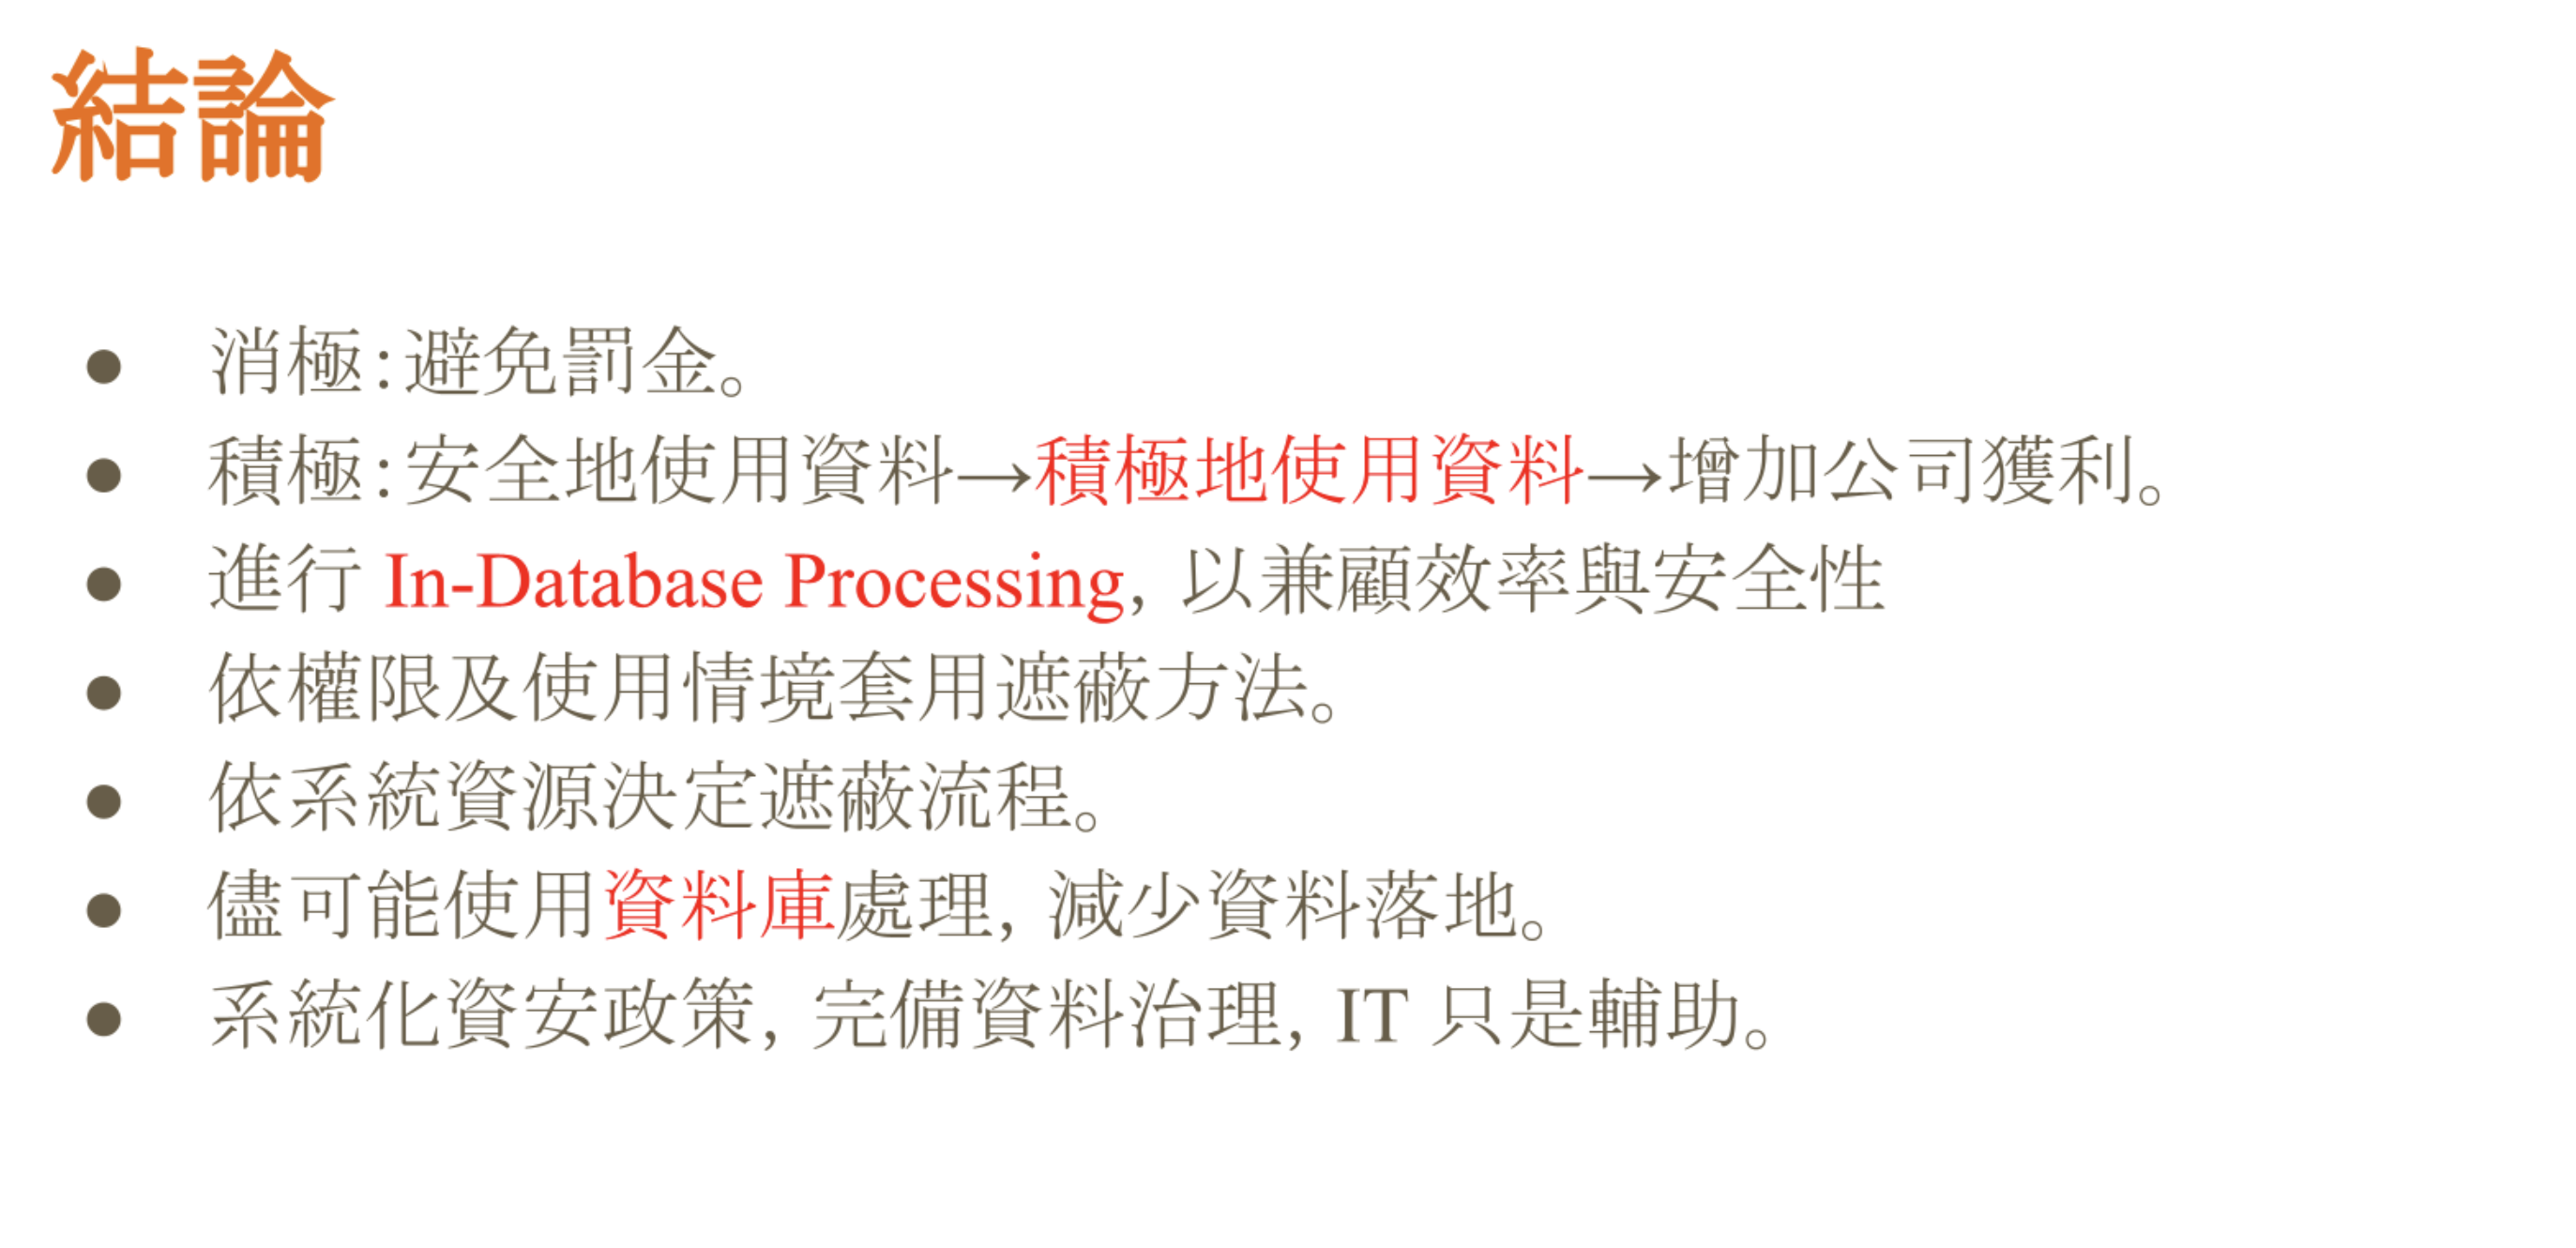 結論
● 消極：避免罰金。
● 積極：安全地使用資料→積極地使用資料→增加公司獲利。
● 進行 In-Database Processing，以兼顧效率與安全性
● 依權限及使用情境套用遮蔽方法。
● 依系統資源決定遮蔽流程。
● 儘可能使用資料庫處理，減少資料落地。
● 系統化資安政策，完備資料治理，IT 只是輔助。